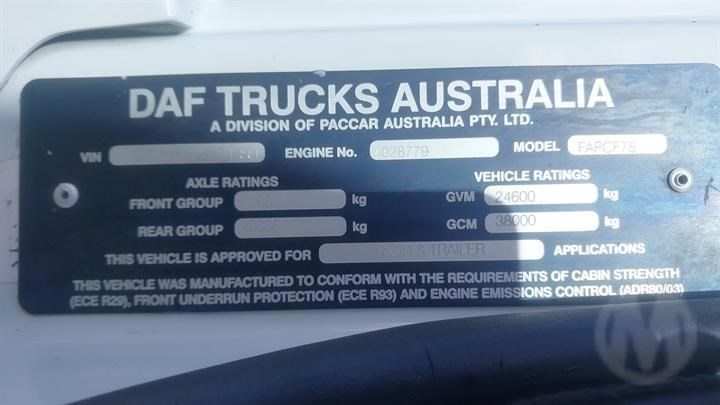 DAF TRUCKS AUSTRALIA
A DIVISION OF PACCAR AUSTRALIA PTY. LTD.
VIN ENGINE No. MODEL FAPCF75
AXLE RATINGS VEHICLE RATINGS
FRONT GROUP kg GVM 24600 kg
REAR GROUP kg GCM 38000 kg
THIS VEHICLE IS APPROVED FOR & TRAILER APPLICATIONS
THIS VEHICLE WAS MANUFACTURED TO CONFORM WITH THE REQUIREMENTS OF CABIN STRENGTH
(ECE R29), FRONT UNDERRUN PROTECTION (ECE R93) AND ENGINE EMISSIONS CONTROL (ADR80/03)
M